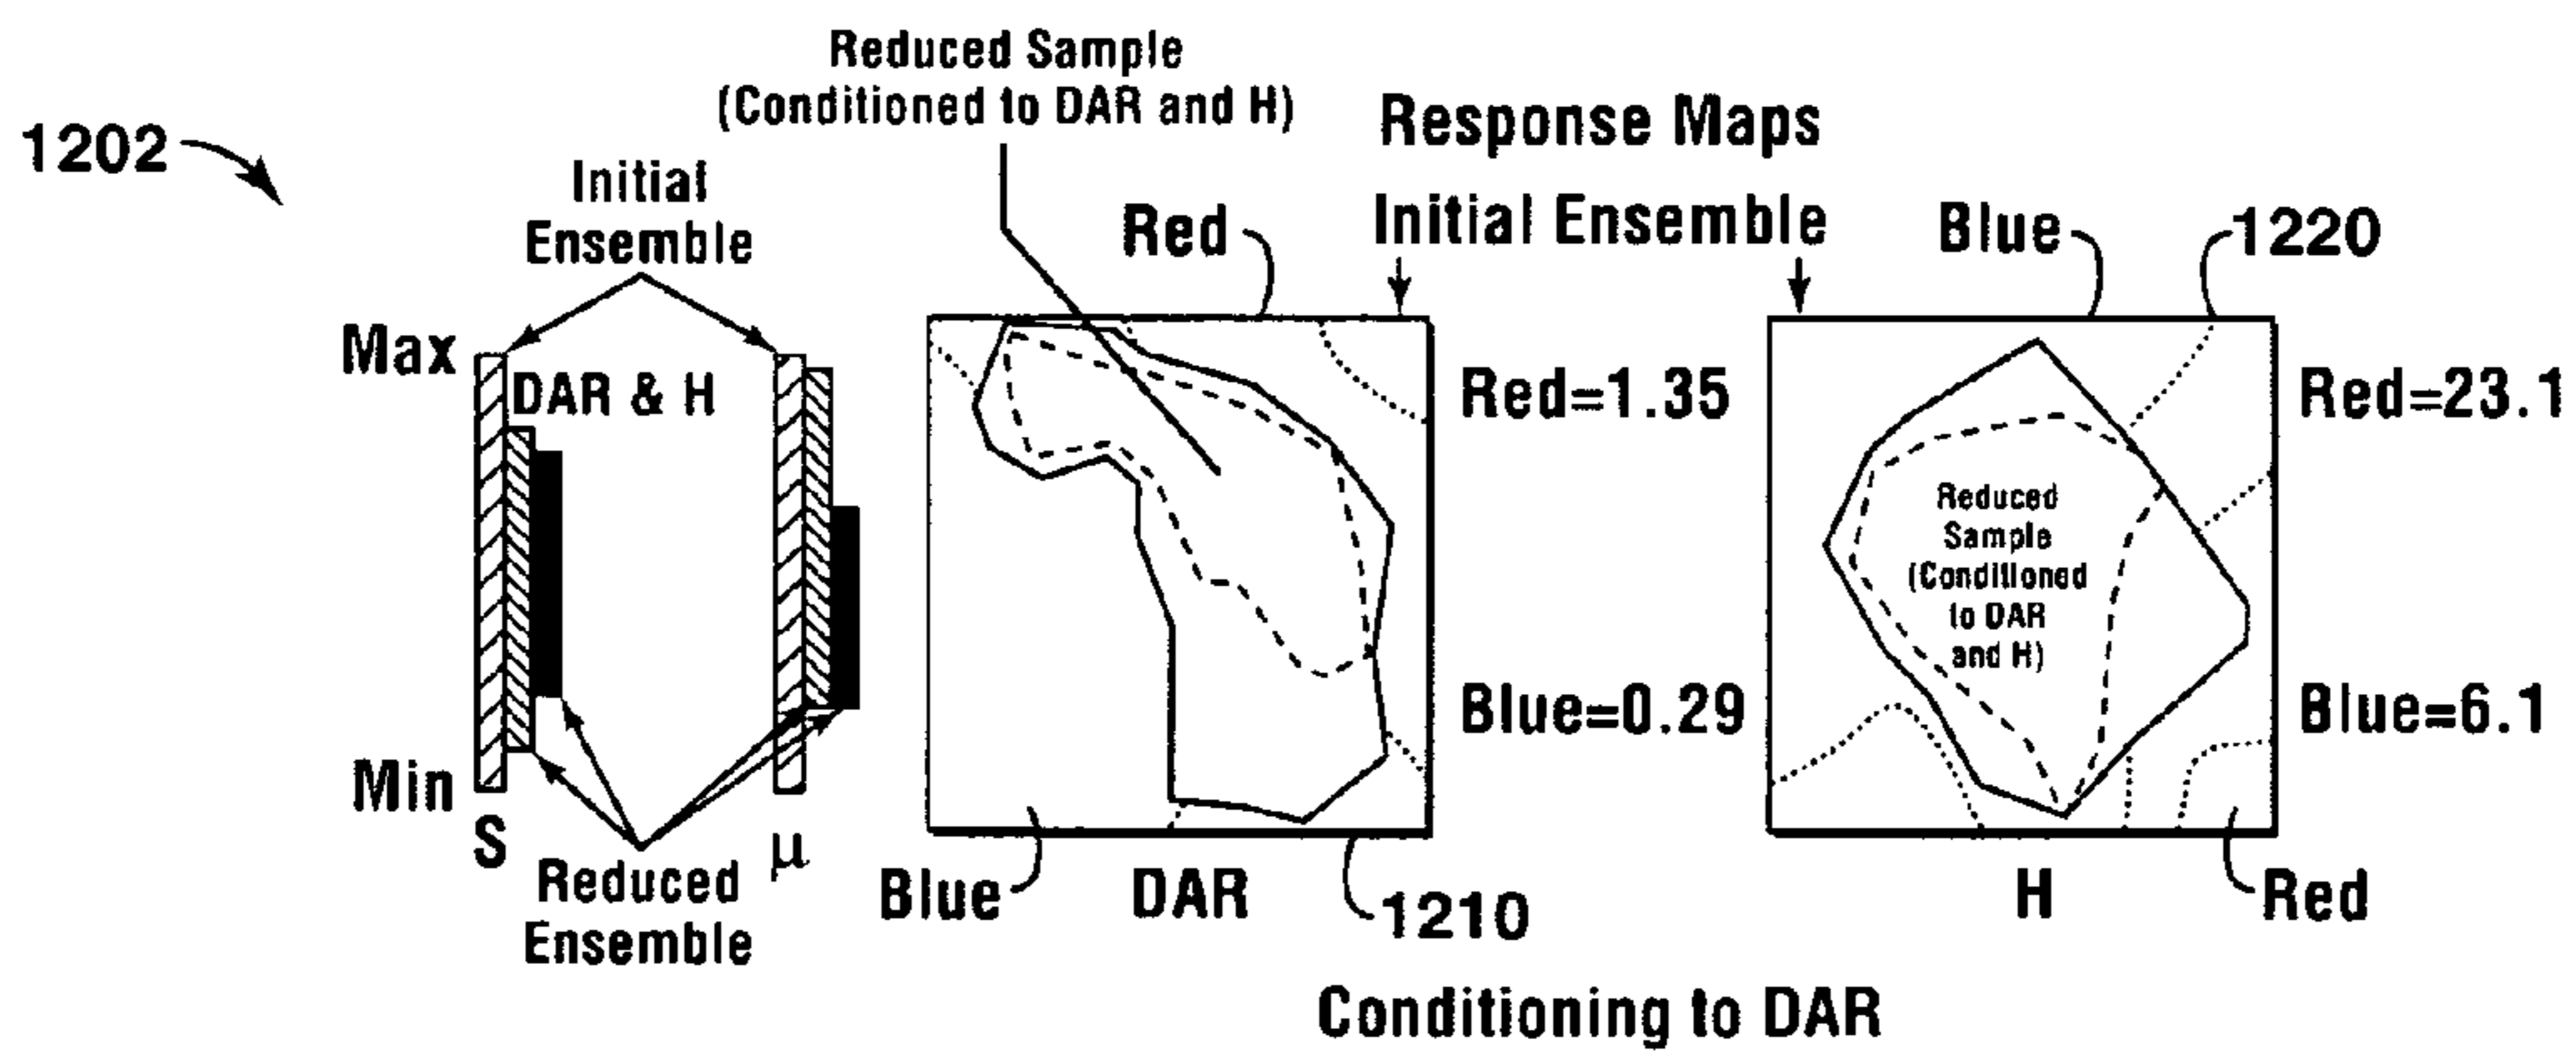 Reduced Sample
(Conditioned to DAR and H)
1202
Initial
Ensemble
Response Maps
Initial Ensemble
Red
Blue
1220
Max
DAR & H
Red=1.35
Red=23.1
Reduced
Sample
(Conditioned
to DAR
and H)
Blue=0.29
Blue=6.1
Min
S
μ
Reduced
Ensemble
Blue
DAR
1210
H
Red
Conditioning to DAR